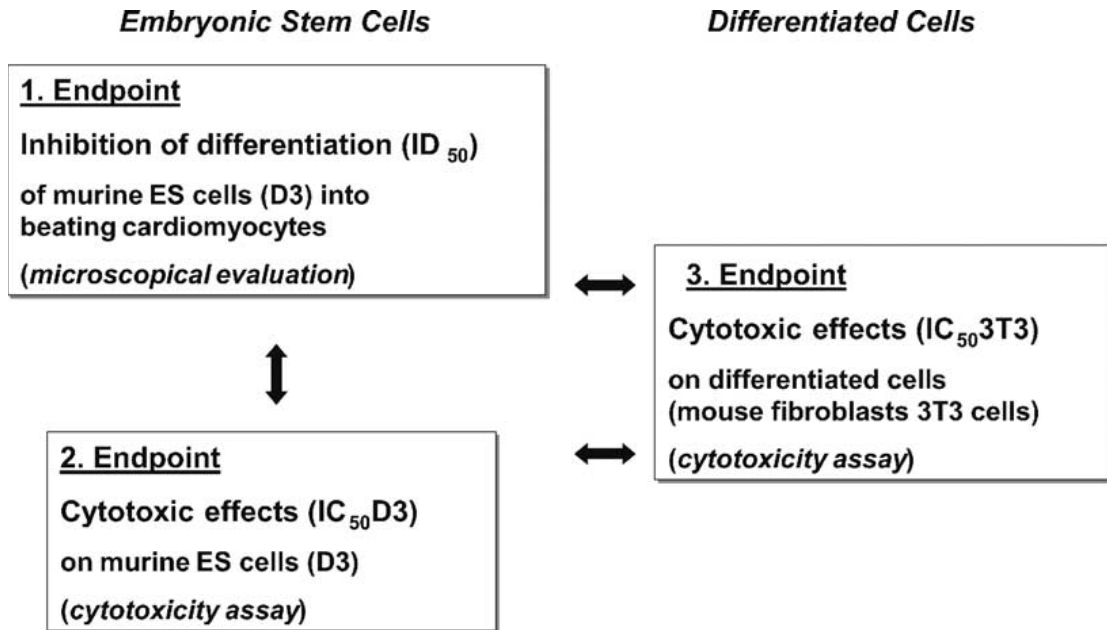 Embryonic Stem Cells
Differentiated Cells
1. Endpoint
Inhibition of differentiation (ID 50)
of murine ES cells (D3) into
beating cardiomyocytes
(microscopical evaluation)
2. Endpoint
Cytotoxic effects (IC50D3)
on murine ES cells (D3)
(cytotoxicity assay)
3. Endpoint
Cytotoxic effects (IC503T3)
on differentiated cells
(mouse fibroblasts 3T3 cells)
(cytotoxicity assay)